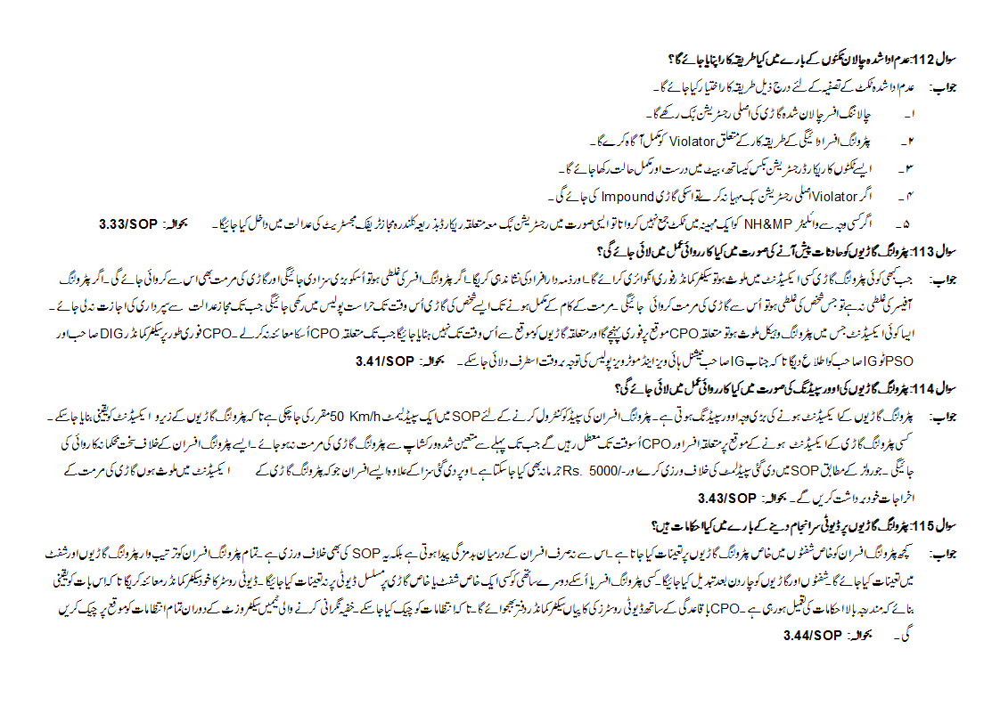 سوال 112: عدم ادا شدہ چالان ٹکٹوں کے بارے میں کیا طریقہ کار اپنایا جائے گا ؟
جواب: عدم ادا شدہ ٹکٹ کے تصفیہ کے لئے درج ذیل طریقہ کار اختیار کیا جائے گا ۔
۱۔ چالاننگ افسر چالان شدہ گاڑی کی اصلی رجسٹریشن بُک رکھے گا ۔
۲۔ پٹرولنگ افسر ادائیگی کے طریقہ کار کے متعلق Violator کو مکمل آگاہ کرے گا ۔
۳۔ ایسے ٹکٹوں کا ریکارڈ رجسٹریشن بکس کیساتھ، بیٹ میں درست اور مکمل حالت رکھا جائے گا ۔
۴۔ اگر Violator اصلی رجسٹریشن بک مہیا نہ کرے تو اسکی گاڑی Impound کی جائے گی ۔
۵۔ اگر کسی وجہ سے وائلیٹر NH&MP کو ایک مہینہ میں ٹکٹ جمع نہیں کرواتا تو ایسی صورت میں رجسٹریشن بُک معہ متعلقہ ریکارڈ بذریعہ کلندرہ مجاز ٹریفک مجسٹریٹ کی عدالت میں داخل کیا جائیگا ۔ بحوالہ: 3.33/SOP
سوال 113: پٹرولنگ گاڑیوں کو حادثات پیش آنے کی صورت میں کیا کارروائی عمل میں لائی جائے گی؟
جواب: جب کبھی کوئی پٹرولنگ گاڑی کسی ایکسیڈنٹ میں ملوث ہو تو سیکٹر کمانڈر فوری انکوائری کرائے گا۔ اور ذمہ دار افراد کی نشاندہی کریگا۔ اگر پٹرولنگ افسر کی غلطی ہو تو اُسکو بڑی سزا دی جائیگی اور گاڑی کی مرمت بھی اس سے کروائی جائے گی ۔ اگر پٹرولنگ
آفیسر کی غلطی نہ ہے تو جس شخص کی غلطی ہو تو اُس سے گاڑی کی مرمت کروائی جائیگی ۔ مرمت کے کام کے مکمل ہونے تک ایسے شخص کی گاڑی اُس وقت تک حراست پولیس میں رکھی جائیگی جب تک مجاز عدالت سے سپرداری کی اجازت نہ لی جائے ۔
ایسا کوئی ایکسیڈنٹ جس میں پٹرولنگ وہیکل ملوث ہو تو متعلقہ CPO موقع پر فوری پہنچے گا اور متعلقہ گاڑیوں کو موقع سے اُس وقت تک نہیں ہٹایا جائیگا جب تک متعلقہ CPO اُسکا معائنہ نہ کرلے ۔ CPO فوری طور پر سیکٹر کمانڈر DIG صاحب اور
PSO ٹو IG صاحب کو اطلاع دیگا تا کہ جناب IG صاحب نیشنل ہائی ویز اینڈ موٹرویز پولیس کی توجہ بروقت اسطرف دلائی جاسکے ۔ بحوالہ: 3.41/SOP
سوال 114: پٹرولنگ گاڑیوں کی اوور سپیڈنگ کی صورت میں کیا کارروائی عمل میں لائی جائے گی؟
جواب: پٹرولنگ گاڑیوں کے ایکسیڈنٹ ہونے کی بڑی وجہ اوور سپیڈنگ ہوتی ہے ۔ پٹرولنگ افسران کی سپیڈ کو کنٹرول کرنے کے لئے SOP میں ایک سپیڈ لیمٹ 50 Km/h مقرر کی جا چکی ہے تا کہ پٹرولنگ گاڑیوں کے زیرو ایکسیڈنٹ کو یقینی بنایا جاسکے ۔
کسی پٹرولنگ گاڑی کے ایکسیڈنٹ ہونے کے موقع پر متعلقہ افسر اور CPO اُسوقت تک معطل رہیں گے جب تک پہلے سے متعین شدہ ورکشاپ سے پٹرولنگ گاڑی کی مرمت نہ ہو جائے ۔ ایسے پٹرولنگ افسران کے خلاف سخت محکمانہ کاروائی کی
جائیگی ۔ جو رولز کے مطابق SOP میں دی گئی سپیڈ لمٹ کی خلاف ورزی کرے اور Rs. 5000/- جرمانہ بھی کیا جاسکتا ہے ۔ اوپر دی گئی سزا کے علاوہ ایسے افسران جو کہ پٹرولنگ گاڑی کے ایکسیڈنٹ میں ملوث ہوں گاڑی کی مرمت کے
اخراجات خود برداشت کریں گے ۔ بحوالہ: 3.43/SOP
سوال 115: پٹرولنگ گاڑیوں پر ڈیوٹی سرانجام دینے کے بارے میں کیا احکامات ہیں؟
جواب: کچھ پٹرولنگ افسران کو خاص شفٹوں میں خاص پٹرولنگ گاڑیوں پر تعینات کیا جاتا ہے ۔ اس سے نہ صرف افسران کے درمیان بدمزگی پیدا ہوتی ہے بلکہ یہ SOP کی بھی خلاف ورزی ہے ۔ تمام پٹرولنگ افسران کو ترتیب وار پٹرولنگ گاڑیوں اور شفٹ
میں تعینات کیا جائے گا ۔ شفٹوں اور گاڑیوں کو چار دن بعد تبدیل کیا جائیگا ۔ کسی پٹرولنگ افسر یا اُسکے دوسرے ساتھی کو کسی ایک خاص شفٹ یا خاص گاڑی پر مسلسل ڈیوٹی پر نہ تعینات کیا جائیگا ۔ ڈیوٹی روسٹر کا خود سیکٹر کمانڈر معائنہ کریگا تا کہ اس بات کو یقینی
بنائے کہ مندرجہ بالا احکامات کی تعمیل ہو رہی ہے ۔ CPO باقاعدگی کے ساتھ ڈیوٹی روسٹرز کی کاپیاں سیکٹر کمانڈر دفتر بھجوائے گا ۔ تا کہ انتظامات کو چیک کیا جاسکے ۔ خفیہ نگرانی کرنے والی ٹیمیں سیکٹر وزٹ کے دوران تمام انتظامات کو موقع پر چیک کریں
گی ۔ بحوالہ: 3.44/SOP